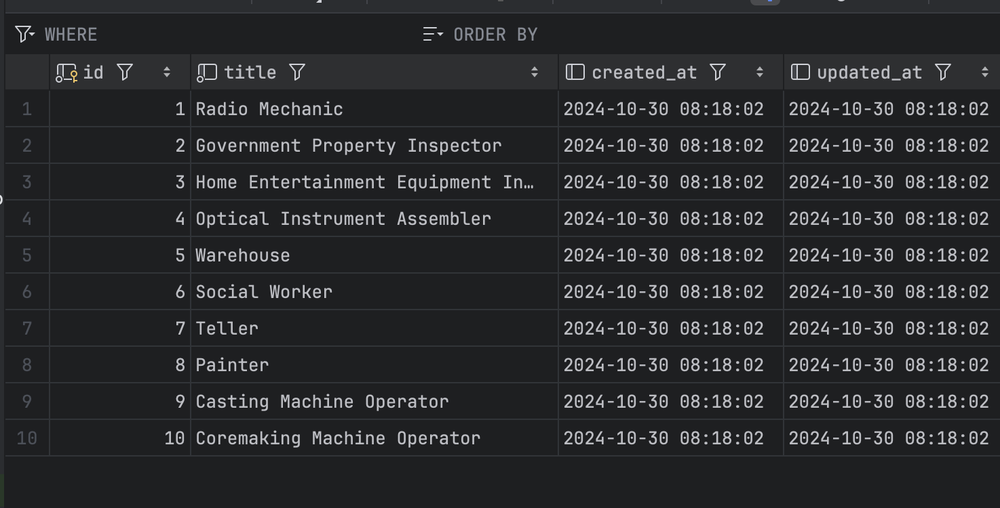 WHERE ORDER BY
id title created_at updated_at
1 1 Radio Mechanic 2024-10-30 08:18:02 2024-10-30 08:18:02
2 2 Government Property Inspector 2024-10-30 08:18:02 2024-10-30 08:18:02
3 3 Home Entertainment Equipment In… 2024-10-30 08:18:02 2024-10-30 08:18:02
4 4 Optical Instrument Assembler 2024-10-30 08:18:02 2024-10-30 08:18:02
5 5 Warehouse 2024-10-30 08:18:02 2024-10-30 08:18:02
6 6 Social Worker 2024-10-30 08:18:02 2024-10-30 08:18:02
7 7 Teller 2024-10-30 08:18:02 2024-10-30 08:18:02
8 8 Painter 2024-10-30 08:18:02 2024-10-30 08:18:02
9 9 Casting Machine Operator 2024-10-30 08:18:02 2024-10-30 08:18:02
10 10 Coremaking Machine Operator 2024-10-30 08:18:02 2024-10-30 08:18:02